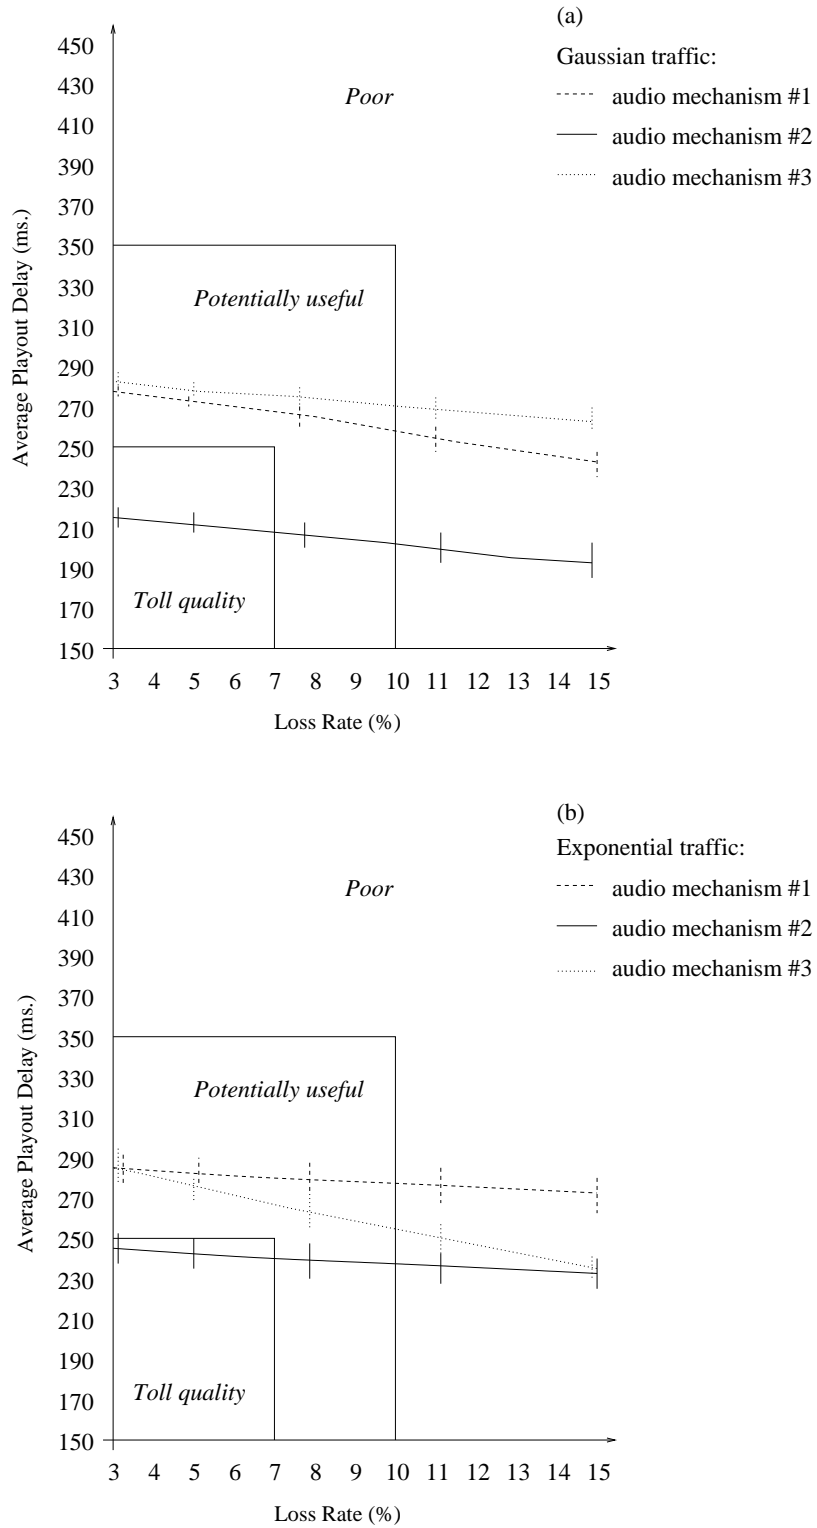 (a)
Gaussian traffic:
audio mechanism #1
audio mechanism #2
audio mechanism #3
Average Playout Delay (ms.)
450
430
410
390
370
350
330
310
290
270
250
230
210
190
170
150
Poor
Potentially useful
Toll quality
3 4 5 6 7 8 9 10 11 12 13 14 15
Loss Rate (%)
(b)
Exponential traffic:
audio mechanism #1
audio mechanism #2
audio mechanism #3
Average Playout Delay (ms.)
450
430
410
390
370
350
330
310
290
270
250
230
210
190
170
150
Poor
Potentially useful
Toll quality
3 4 5 6 7 8 9 10 11 12 13 14 15
Loss Rate (%)